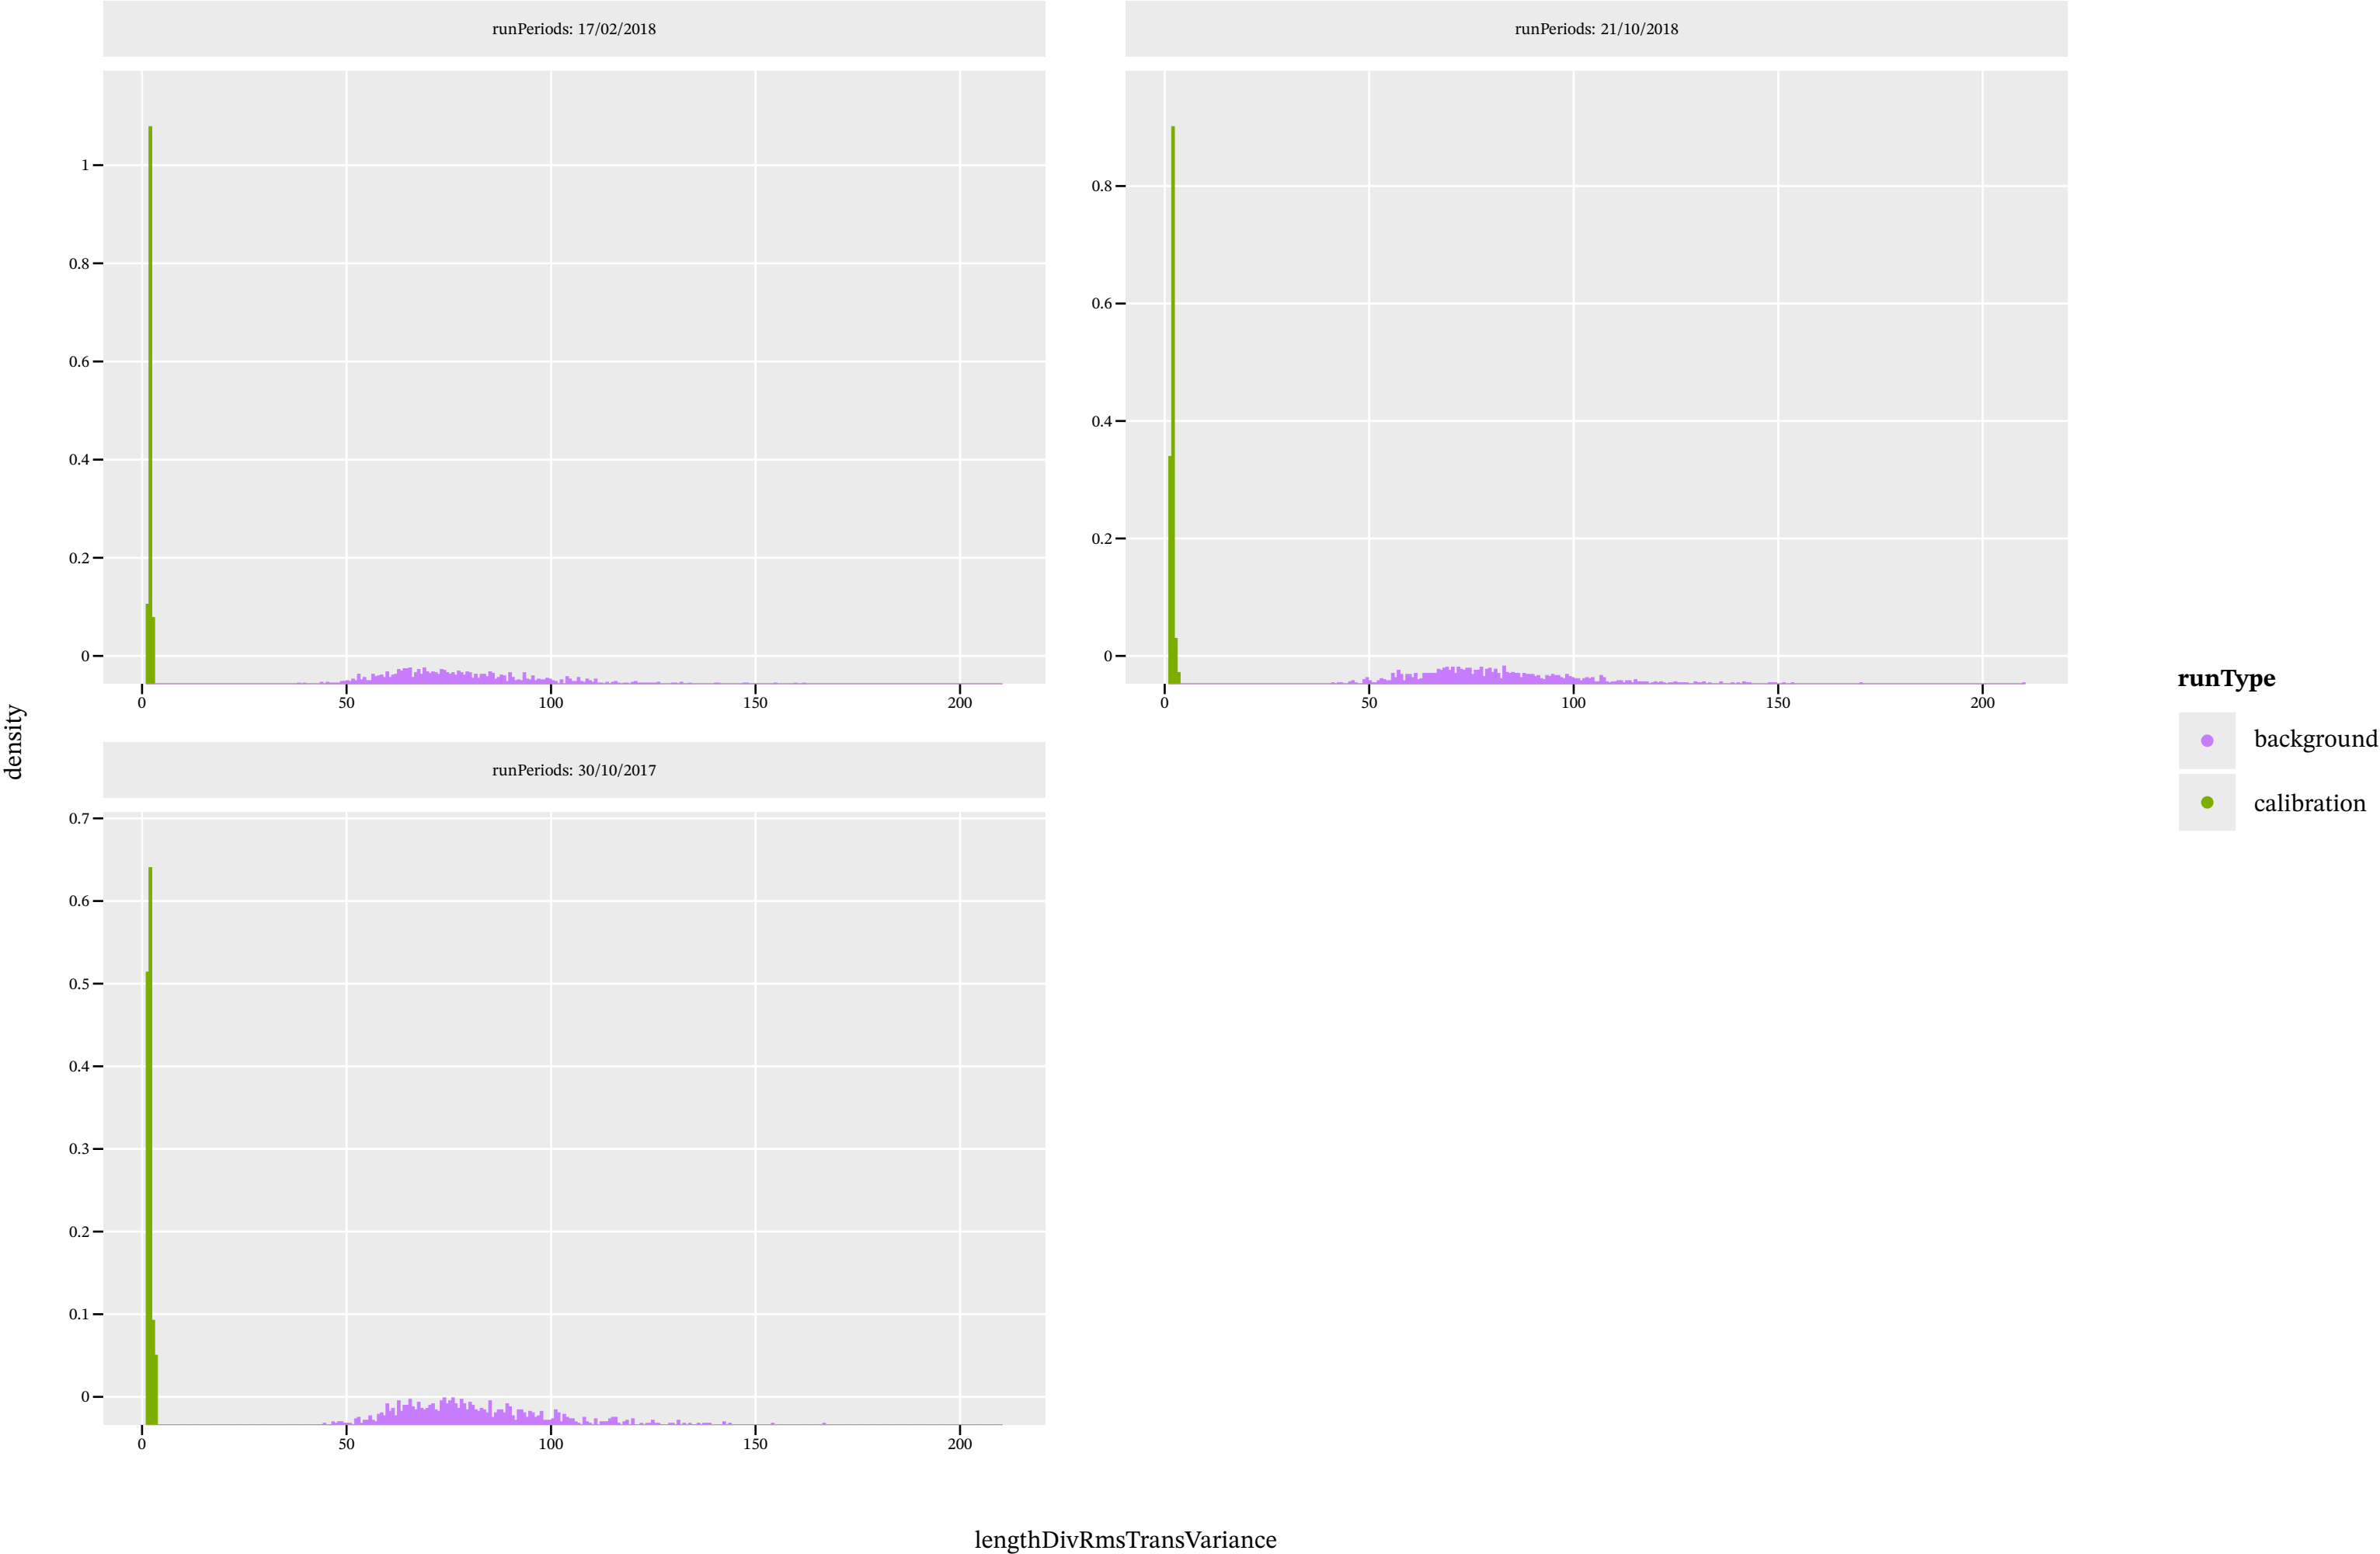 runPeriods: 17/02/2018
runPeriods: 21/10/2018
1
0.8
0.6
0.4
0.2
0
0 50 100 150 200
0.8
0.6
0.4
0.2
0
0 50 100 150 200
runPeriods: 30/10/2017
0.7
0.6
0.5
0.4
0.3
0.2
0.1
0
0 50 100 150 200
density
lengthDivRmsTransVariance
runType
background
calibration